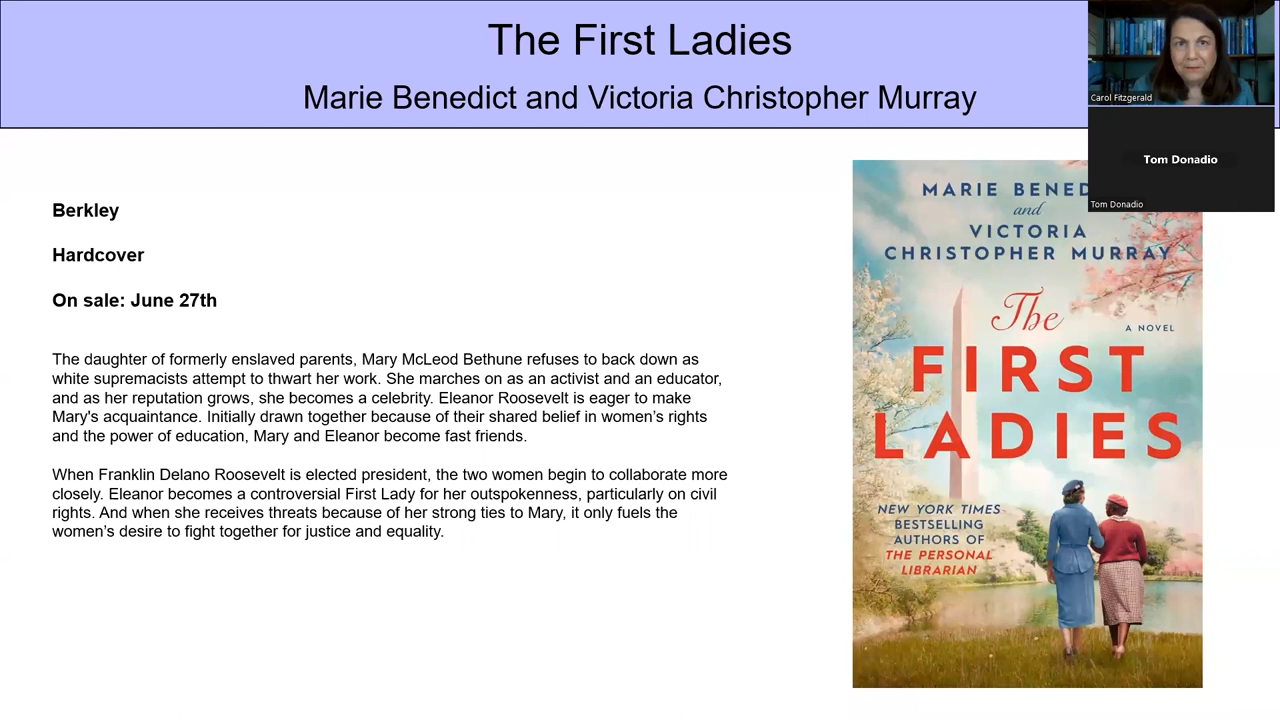 The First Ladies
Marie Benedict and Victoria Christopher Murray
Carol Fitzgerald
Tom Donadio
Tom Donadio
Berkley
Hardcover
On sale: June 27th
The daughter of formerly enslaved parents, Mary McLeod Bethune refuses to back down as
white supremacists attempt to thwart her work. She marches on as an activist and an educator,
and as her reputation grows, she becomes a celebrity. Eleanor Roosevelt is eager to make
Mary's acquaintance. Initially drawn together because of their shared belief in women’s rights
and the power of education, Mary and Eleanor become fast friends.
When Franklin Delano Roosevelt is elected president, the two women begin to collaborate more
closely. Eleanor becomes a controversial First Lady for her outspokenness, particularly on civil
rights. And when she receives threats because of her strong ties to Mary, it only fuels the
women’s desire to fight together for justice and equality.
MARIE BENED
and
VICTORIA
CHRISTOPHER MURRAY
The
A NOVEL
FIRST
LADIES
NEW YORK TIMES
BESTSELLING
AUTHORS OF
THE PERSONAL
LIBRARIAN